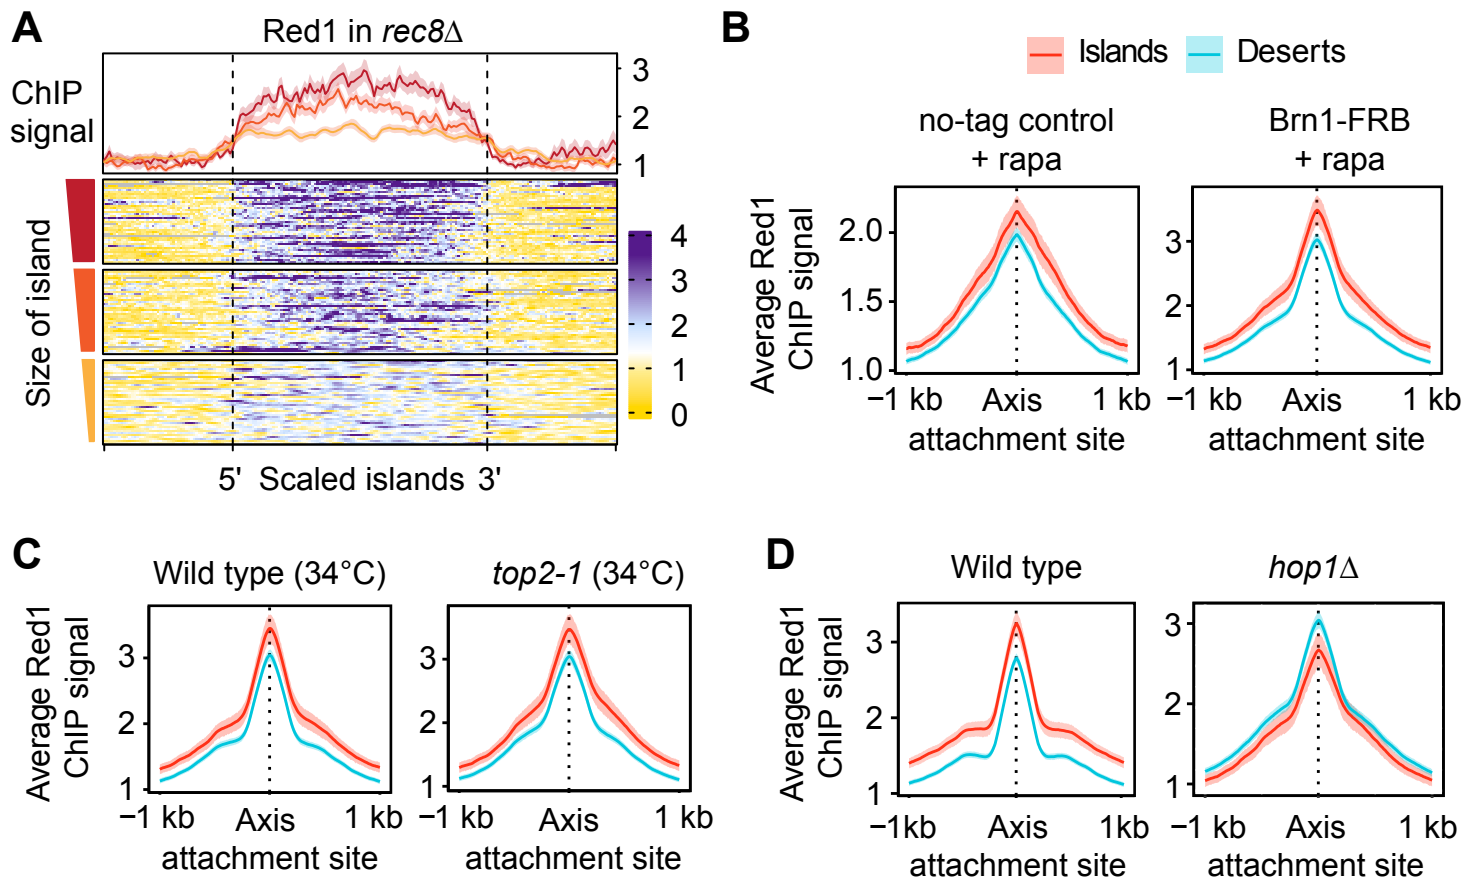 A
Red1 in rec8Δ
ChIP
signal
3
2
1
Size of island
4
3
2
1
0
5' Scaled islands 3'
B
Islands Deserts
no-tag control
+ rapa
Brn1-FRB
+ rapa
Average Red1
ChIP signal
2.0
1.5
1.0
3
2
1
−1 kb Axis 1 kb
attachment site
−1 kb Axis 1 kb
attachment site
C
Wild type (34°C)
top2-1 (34°C)
Average Red1
ChIP signal
3
2
1
3
2
1
−1 kb Axis 1 kb
attachment site
−1 kb Axis 1 kb
attachment site
D
Wild type
hop1Δ
Average Red1
ChIP signal
3
2
1
3
2
1
−1kb Axis 1kb
attachment site
−1 kb Axis 1 kb
attachment site